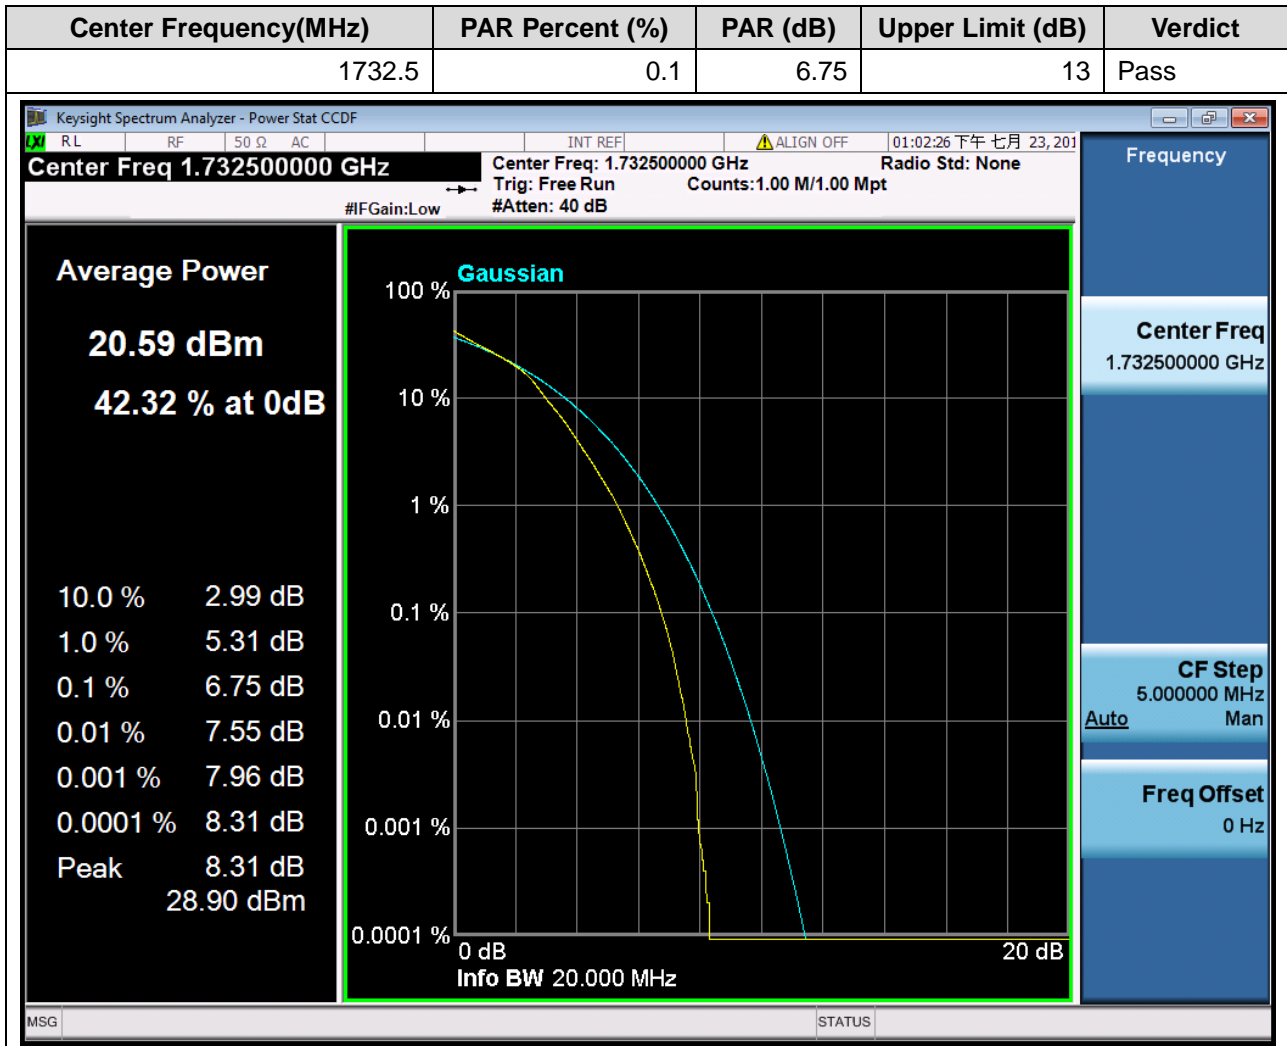 Center Frequency(MHz) PAR Percent (%) PAR (dB) Upper Limit (dB) Verdict
1732.5 0.1 6.75 13 Pass
Keysight Spectrum Analyzer - Power Stat CCDF
LXI RL RF 50 Ω AC INT REF ALIGN OFF 01:02:26 下午 七月 23, 201
Center Freq 1.732500000 GHz
Center Freq: 1.732500000 GHz Radio Std: None
Trig: Free Run Counts:1.00 M/1.00 Mpt
#IFGain:Low #Atten: 40 dB
Average Power
20.59 dBm
42.32 % at 0dB
10.0 % 2.99 dB
1.0 % 5.31 dB
0.1 % 6.75 dB
0.01 % 7.55 dB
0.001 % 7.96 dB
0.0001 % 8.31 dB
Peak 8.31 dB
28.90 dBm
Gaussian
100 %
10 %
1 %
0.1 %
0.01 %
0.001 %
0.0001 %
0 dB 20 dB
Info BW 20.000 MHz
Frequency
Center Freq
1.732500000 GHz
CF Step
5.000000 MHz
Auto Man
Freq Offset
0 Hz
MSG STATUS